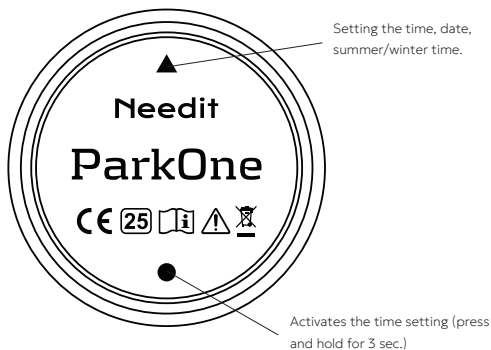 Setting the time, date,
summer/winter time.
Needit
ParkOne
CE 25 i
Activates the time setting (press
and hold for 3 sec.)